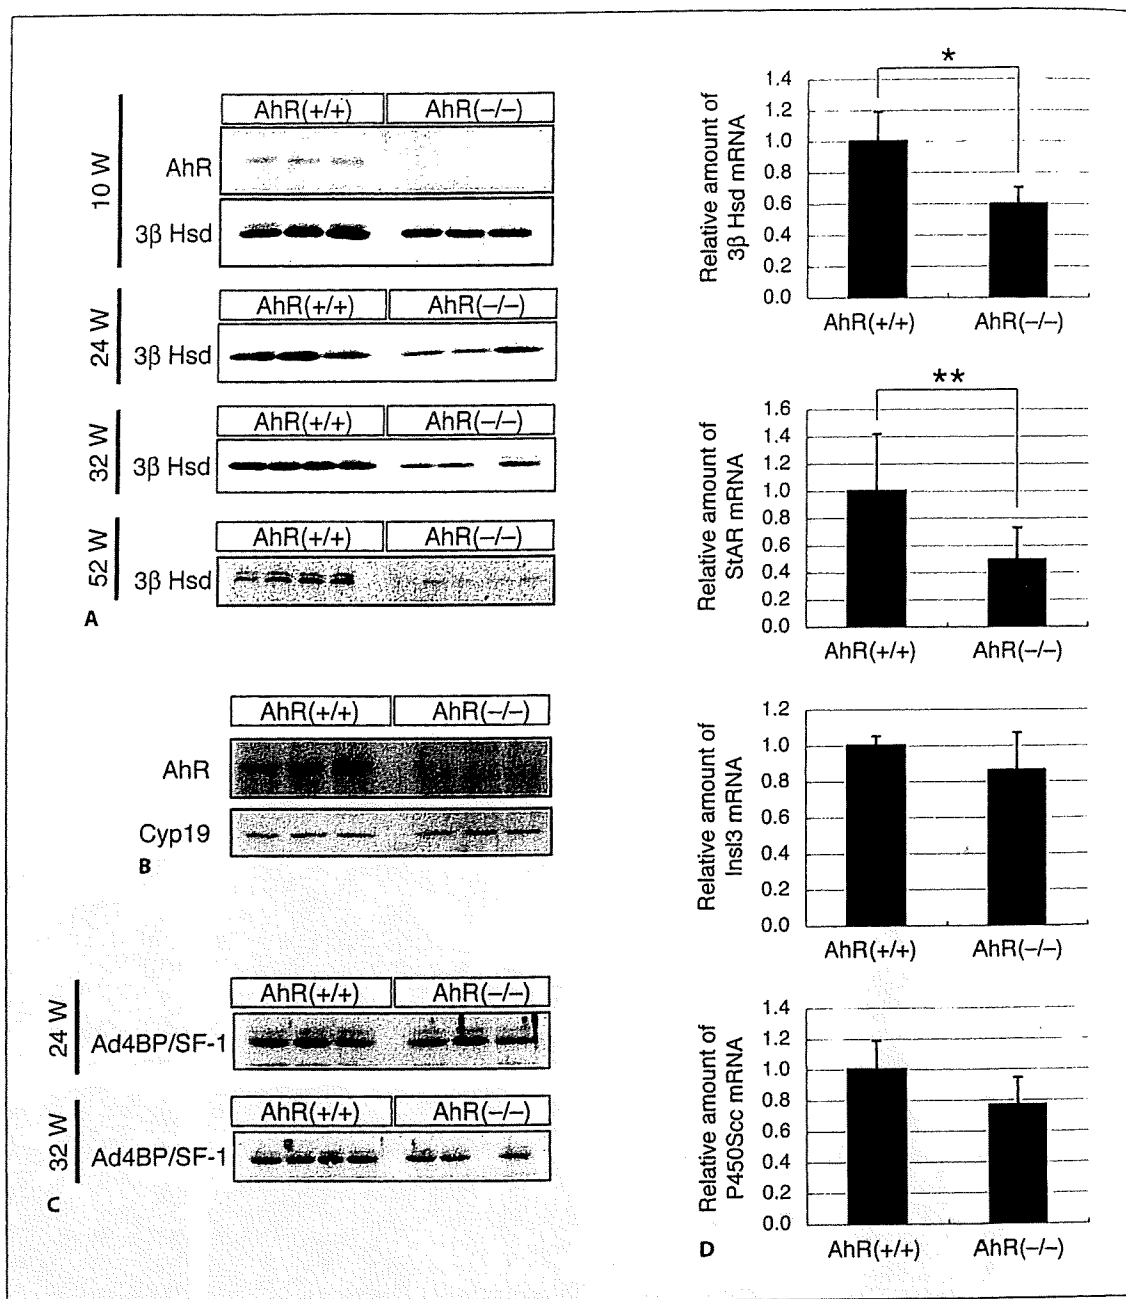 AhR(+/+) AhR(−/−)
10 W
AhR
3β Hsd
AhR(+/+) AhR(−/−)
24 W
3β Hsd
AhR(+/+) AhR(−/−)
32 W
3β Hsd
AhR(+/+) AhR(−/−)
52 W
3β Hsd
A
AhR(+/+) AhR(−/−)
AhR
Cyp19
B
AhR(+/+) AhR(−/−)
24 W
Ad4BP/SF-1
AhR(+/+) AhR(−/−)
32 W
Ad4BP/SF-1
C
*
Relative amount of
3β Hsd mRNA
1.4
1.2
1.0
0.8
0.6
0.4
0.2
0.0
AhR(+/+) AhR(−/−)
**
Relative amount of
StAR mRNA
1.6
1.4
1.2
1.0
0.8
0.6
0.4
0.2
0.0
AhR(+/+) AhR(−/−)
Relative amount of
Insl3 mRNA
1.2
1.0
0.8
0.6
0.4
0.2
0.0
AhR(+/+) AhR(−/−)
Relative amount of
P450Scc mRNA
1.4
1.2
1.0
0.8
0.6
0.4
0.2
0.0
AhR(+/+) AhR(−/−)
D